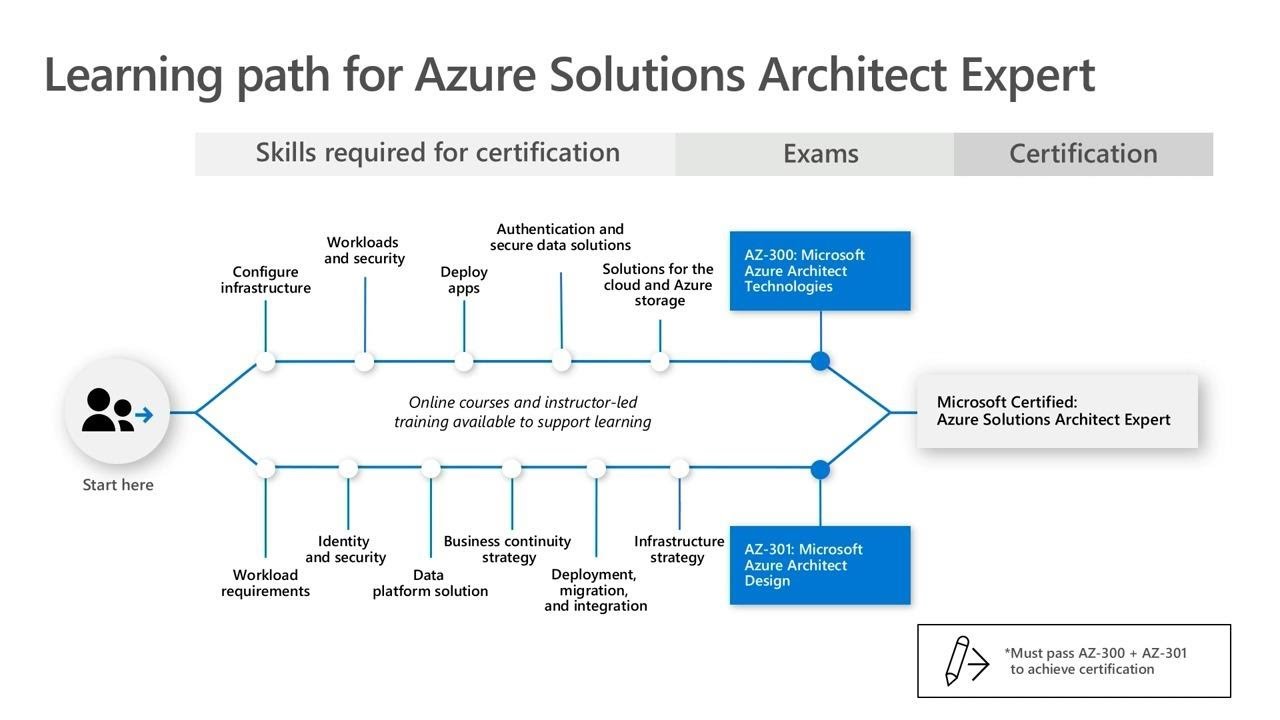 Learning path for Azure Solutions Architect Expert
Skills required for certification
Exams
Certification
Configure
infrastructure
Workloads
and security
Deploy
apps
Authentication and
secure data solutions
Solutions for the
cloud and Azure
storage
AZ-300: Microsoft
Azure Architect
Technologies
Start here
Online courses and instructor-led
training available to support learning
Microsoft Certified:
Azure Solutions Architect Expert
Workload
requirements
Identity
and security
Data
platform solution
Business continuity
strategy
Deployment,
migration,
and integration
Infrastructure
strategy
AZ-301: Microsoft
Azure Architect
Design
*Must pass AZ-300 + AZ-301
to achieve certification